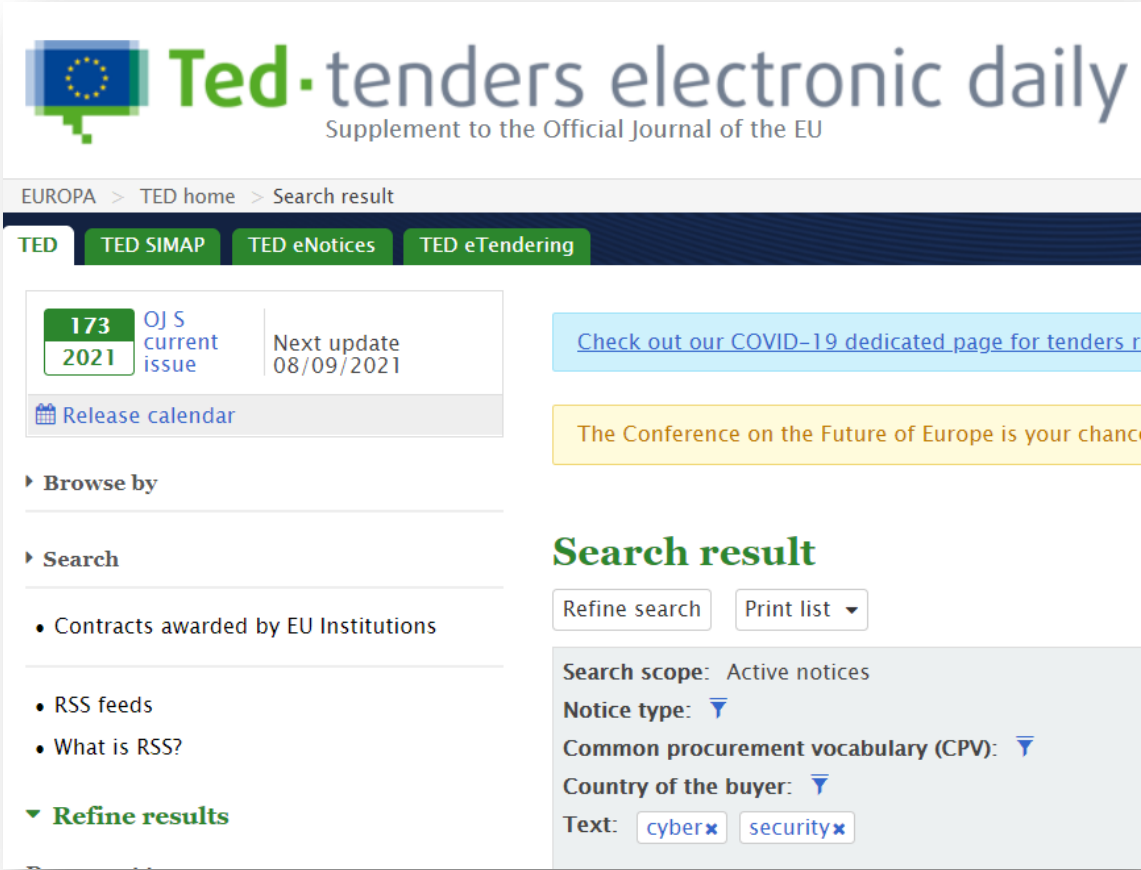 Ted · tenders electronic daily
Supplement to the Official Journal of the EU
EUROPA > TED home > Search result
TED TED SIMAP TED eNotices TED eTendering
173
2021
OJ S
current
issue
Next update
08/09/2021
Release calendar
Browse by
Search
• Contracts awarded by EU Institutions
• RSS feeds
• What is RSS?
Refine results
Check out our COVID-19 dedicated page for tenders r
The Conference on the Future of Europe is your chance
Search result
Refine search Print list
Search scope: Active notices
Notice type:
Common procurement vocabulary (CPV):
Country of the buyer:
Text: cyber× security×